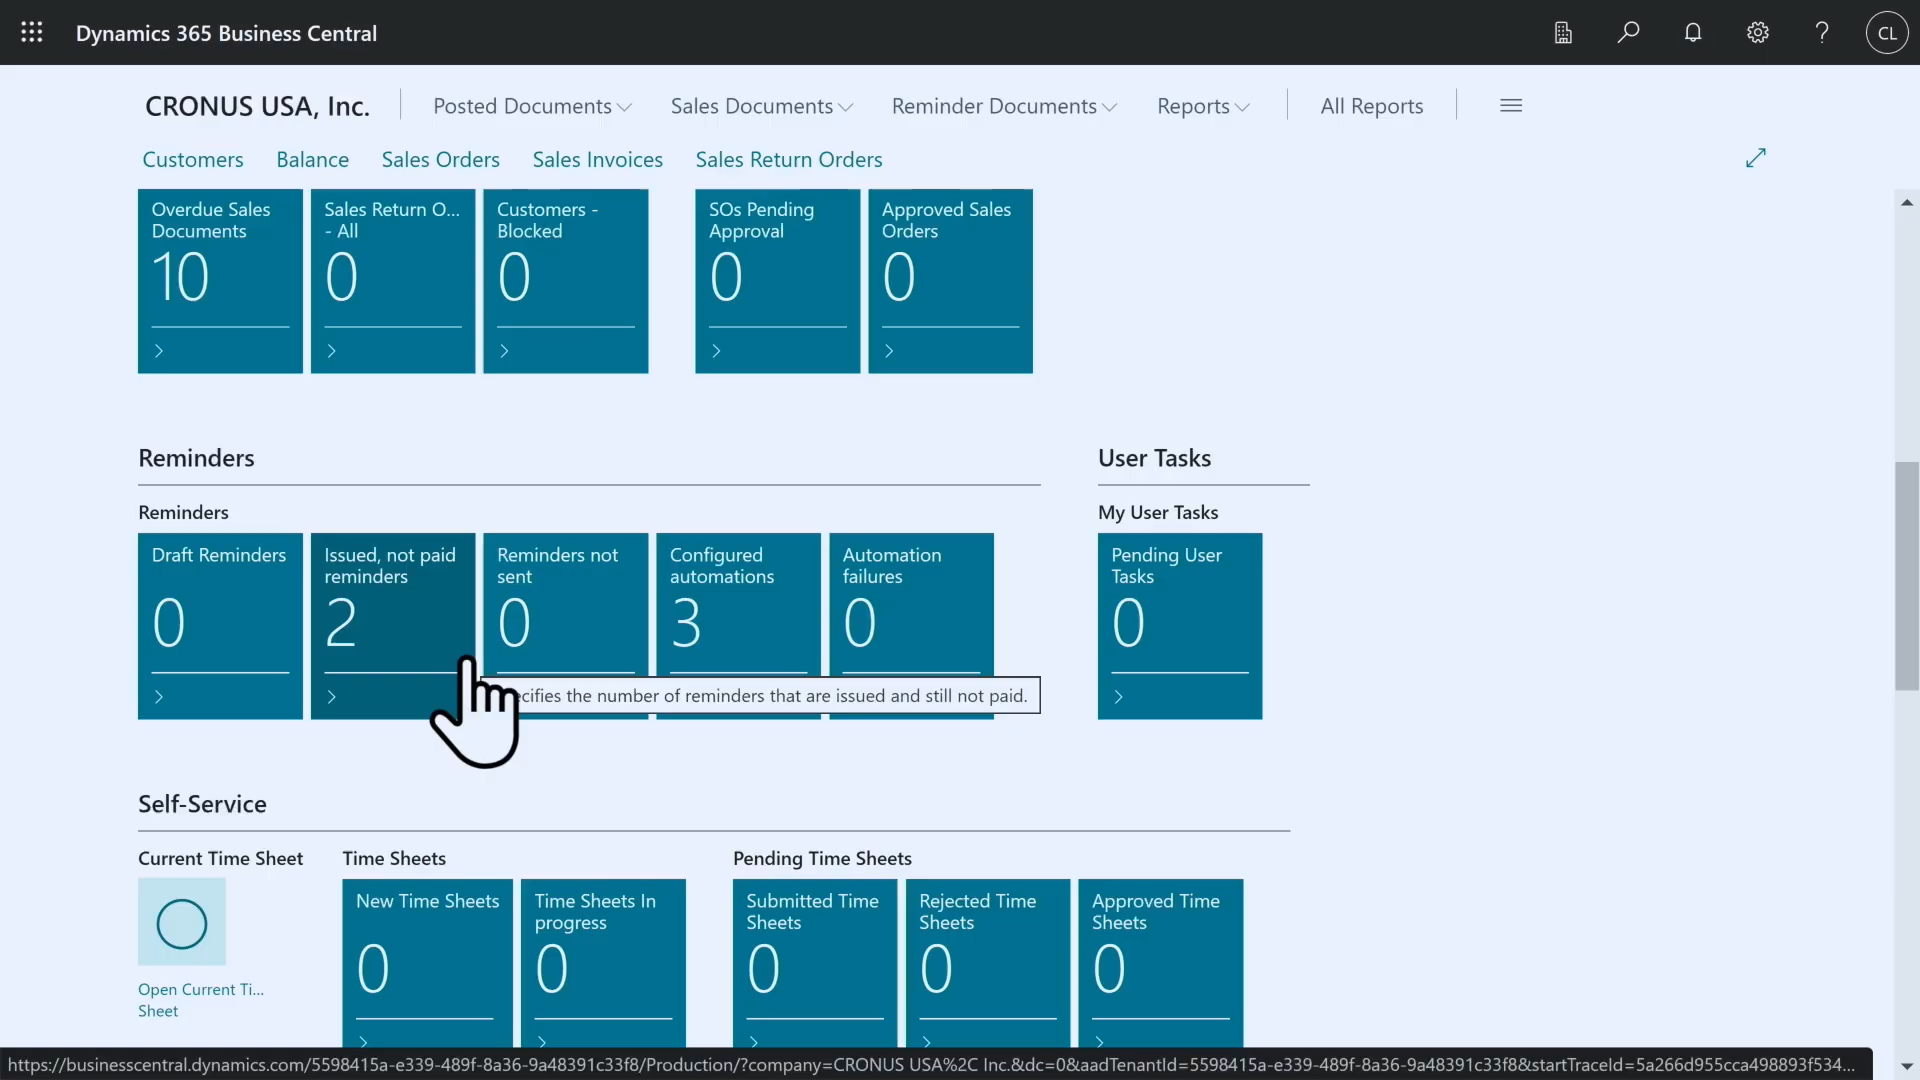 Dynamics 365 Business Central
CL
CRONUS USA, Inc.
Posted Documents
Sales Documents
Reminder Documents
Reports
All Reports
Customers
Balance
Sales Orders
Sales Invoices
Sales Return Orders
Overdue Sales
Documents
10
Sales Return O...
- All
0
Customers -
Blocked
0
SOs Pending
Approval
0
Approved Sales
Orders
0
Reminders
User Tasks
Reminders
My User Tasks
Draft Reminders
0
Issued, not paid
reminders
2
Reminders not
sent
0
Configured
automations
3
Automation
failures
0
Pending User
Tasks
0
ecifies the number of reminders that are issued and still not paid.
Self-Service
Current Time Sheet
Time Sheets
Pending Time Sheets
Open Current Ti...
Sheet
New Time Sheets
0
Time Sheets In
progress
0
Submitted Time
Sheets
0
Rejected Time
Sheets
0
Approved Time
Sheets
0
https://businesscentral.dynamics.com/5598415a-e339-489f-8a36-9a48391c33f8/Production/?company=CRONUS USA%2C Inc.&dc=0&aadTenantId=5598415a-e339-489f-8a36-9a48391c33f8&startTraceId=5a266d955cca498893f534...